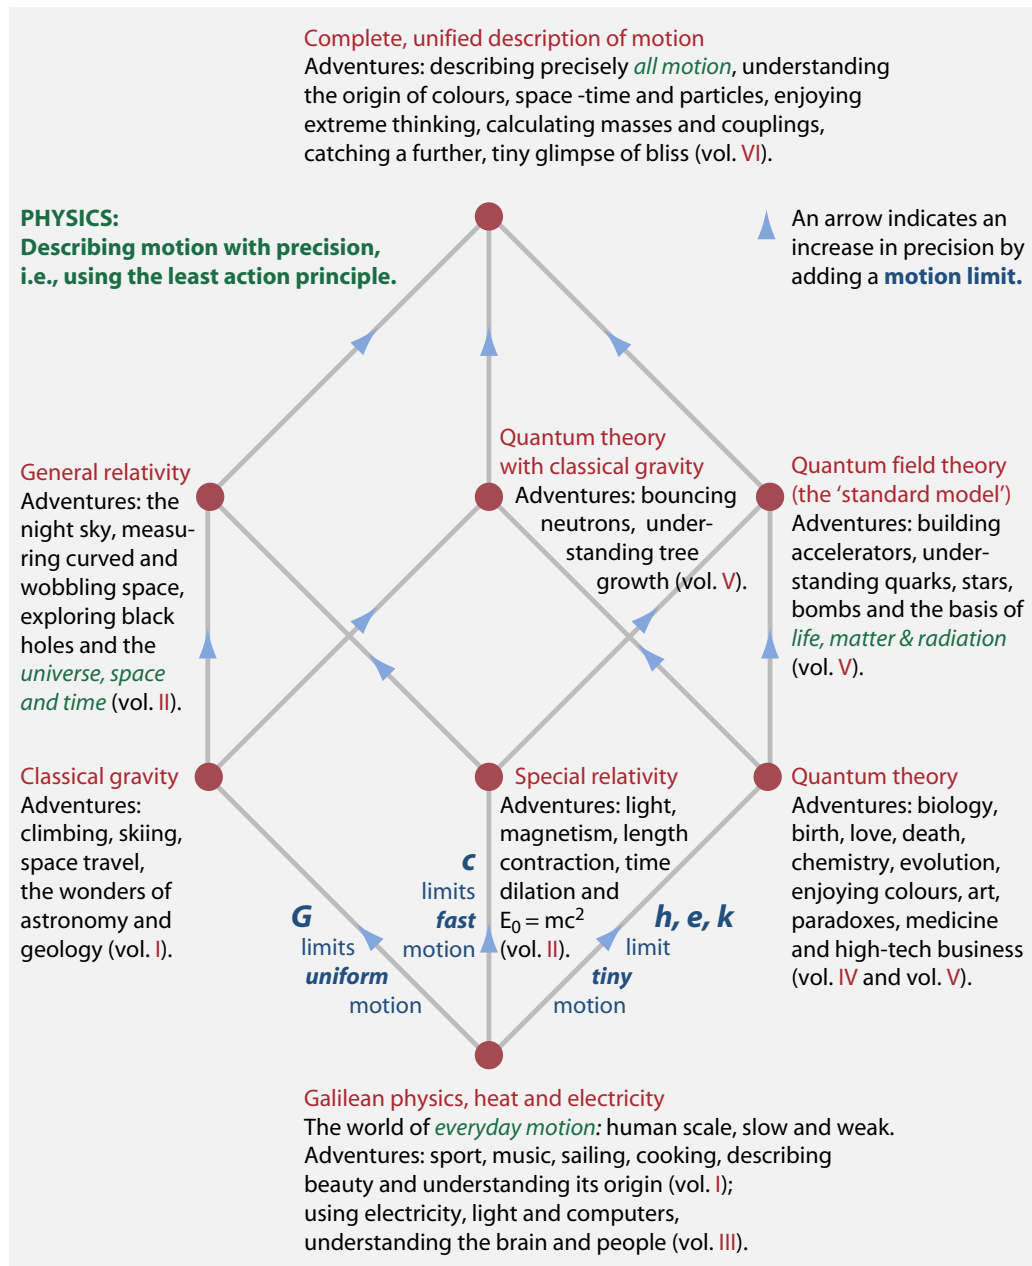 Complete, unified description of motion
Adventures: describing precisely all motion, understanding
the origin of colours, space -time and particles, enjoying
extreme thinking, calculating masses and couplings,
catching a further, tiny glimpse of bliss (vol. VI).
PHYSICS:
Describing motion with precision,
i.e., using the least action principle.
An arrow indicates an
increase in precision by
adding a motion limit.
General relativity
Adventures: the
night sky, measu-
ring curved and
wobbling space,
exploring black
holes and the
universe, space
and time (vol. II).
Quantum theory
with classical gravity
Adventures: bouncing
neutrons, under-
standing tree
growth (vol. V).
Quantum field theory
(the ‘standard model’)
Adventures: building
accelerators, under-
standing quarks, stars,
bombs and the basis of
life, matter & radiation
(vol. V).
Classical gravity
Adventures:
climbing, skiing,
space travel,
the wonders of
astronomy and
geology (vol. I).
Special relativity
Adventures: light,
magnetism, length
contraction, time
dilation and
E₀ = mc²
(vol. II).
Quantum theory
Adventures: biology,
birth, love, death,
chemistry, evolution,
enjoying colours, art,
paradoxes, medicine
and high-tech business
(vol. IV and vol. V).
G
limits
uniform
motion
c
limits
fast
motion
h, e, k
limit
tiny
motion
Galilean physics, heat and electricity
The world of everyday motion: human scale, slow and weak.
Adventures: sport, music, sailing, cooking, describing
beauty and understanding its origin (vol. I);
using electricity, light and computers,
understanding the brain and people (vol. III).